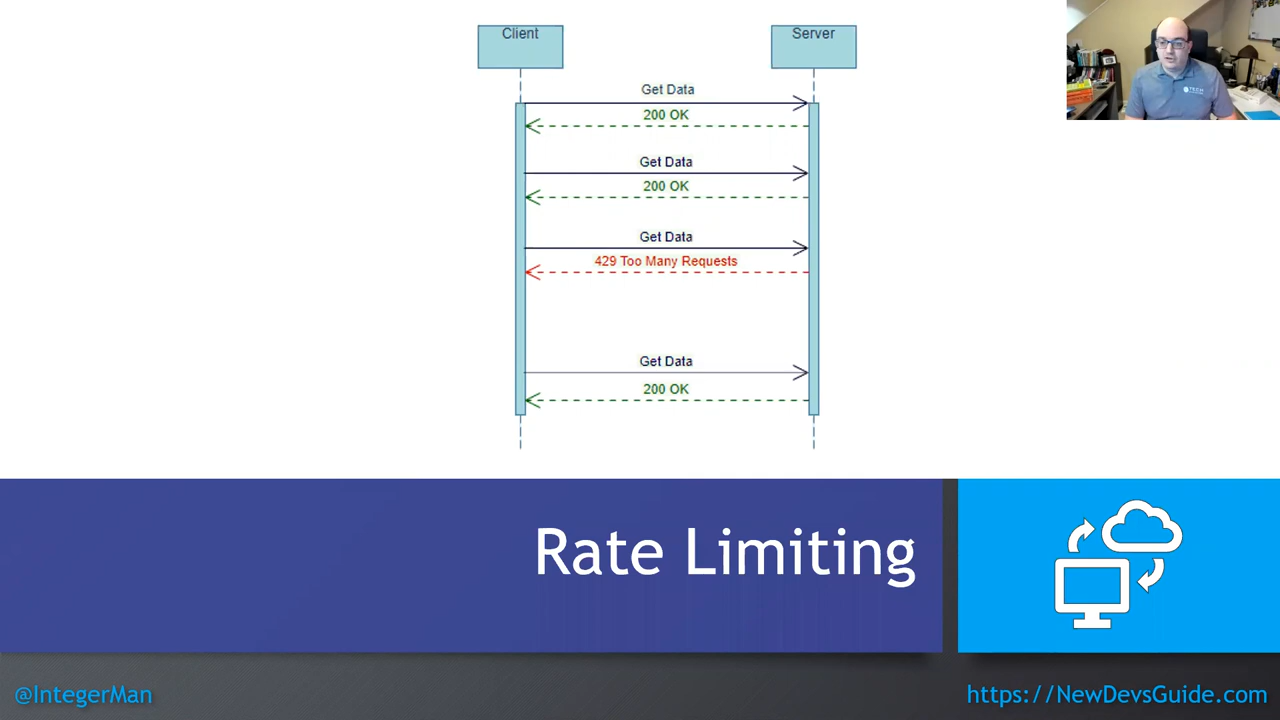 Client
Server
Get Data
200 OK
Get Data
200 OK
Get Data
429 Too Many Requests
Get Data
200 OK
Rate Limiting
@IntegerMan
https://NewDevsGuide.com
TECH